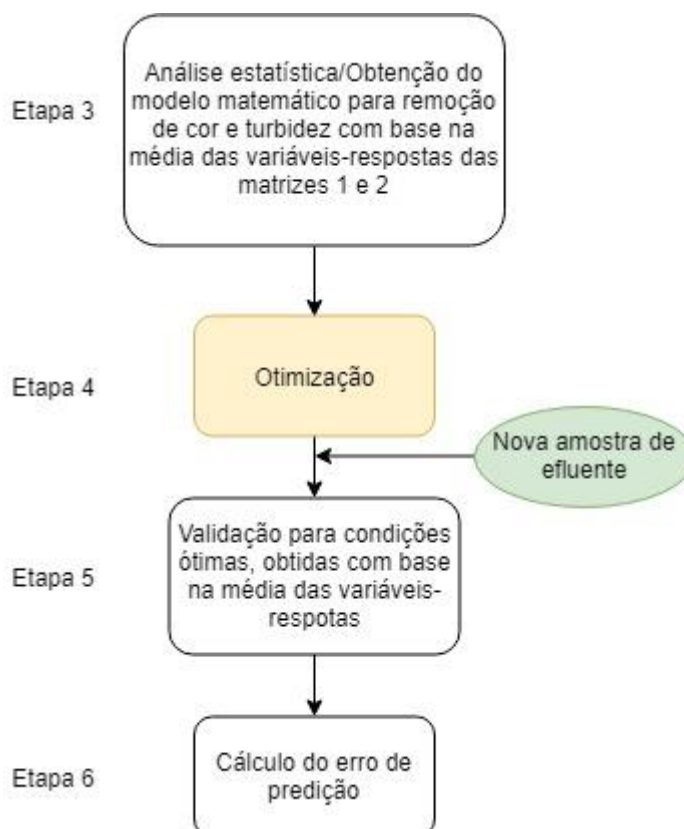 Etapa 3
Análise estatística/Obtenção do
modelo matemático para remoção
de cor e turbidez com base na
média das variáveis-respostas das
matrizes 1 e 2
Etapa 4
Otimização
Nova amostra de
efluente
Etapa 5
Validação para condições
ótimas, obtidas com base
na média das variáveis-
respotas
Etapa 6
Cálculo do erro de
predição